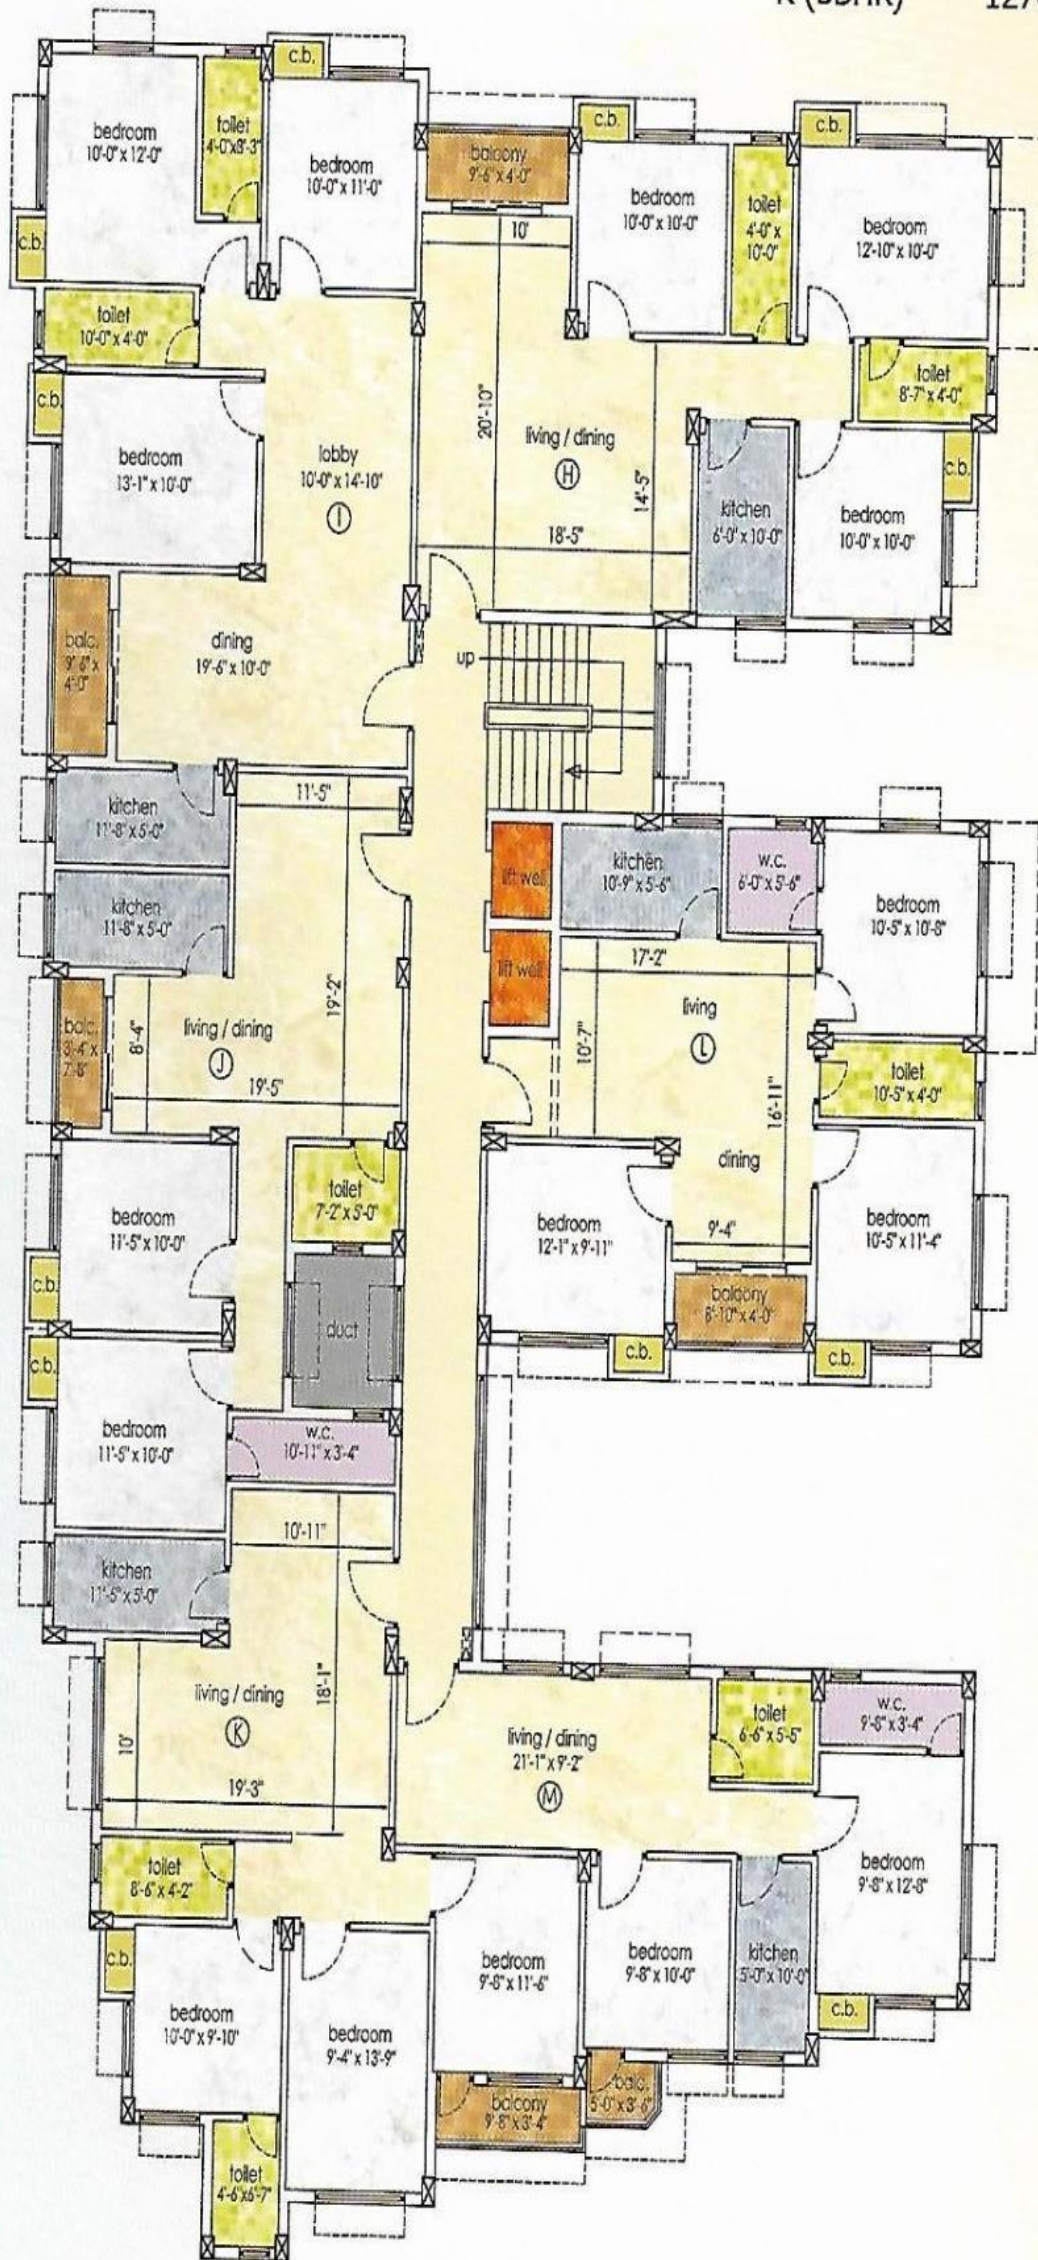 K (3BHK)
c.b.
bedroom
10'-0" x 12'-0"
toilet
4'-0"x8'-3"
bedroom
10'-0" x 11'-0"
balcony
9'-6" x 4'-0"
c.b.
bedroom
10'-0" x 10'-0"
toilet
4'-0" x
10'-0"
c.b.
bedroom
12'-10" x 10'-0"
c.b.
toilet
10'-0" x 4'-0"
10'
toilet
8'-7" x 4'-0"
c.b.
bedroom
13'-1" x 10'-0"
lobby
10'-0" x 14'-10"
I
20'-10"
living / dining
H
14'-5"
18'-5"
kitchen
6'-0" x 10'-0"
c.b.
bedroom
10'-0" x 10'-0"
balc.
9'-6" x
4'-0"
dining
19'-6" x 10'-0"
up
kitchen
11'-8" x 5'-0"
11'-5"
kitchen
11'-8" x 5'-0"
lift well
lift well
kitchen
10'-9" x 5'-6"
w.c.
6'-0" x 5'-6"
bedroom
10'-5" x 10'-8"
17'-2"
balc.
3'-4" x
7'-8"
8'-4"
living / dining
J
19'-2"
19'-5"
10'-7"
living
L
16'-11"
toilet
10'-5" x 4'-0"
dining
9'-4"
toilet
7'-2" x 5'-0"
bedroom
11'-5" x 10'-0"
c.b.
duct
bedroom
12'-1" x 9'-11"
balcony
8'-10" x 4'-0"
bedroom
10'-5" x 11'-4"
c.b.
c.b.
c.b.
bedroom
11'-5" x 10'-0"
w.c.
10'-11" x 3'-4"
10'-11"
kitchen
11'-5" x 5'-0"
living / dining
K
18'-1"
10'
19'-3"
living / dining
21'-1" x 9'-2"
M
toilet
6'-6" x 5'-5"
w.c.
9'-8" x 3'-4"
toilet
8'-6" x 4'-2"
bedroom
9'-8" x 12'-8"
c.b.
bedroom
10'-0" x 9'-10"
bedroom
9'-4" x 13'-9"
bedroom
9'-8" x 11'-6"
bedroom
9'-8" x 10'-0"
kitchen
5'-0" x 10'-0"
c.b.
balcony
9'-8" x 3'-4"
balc.
5'-0" x 3'-6"
toilet
4'-6"x6'-7"